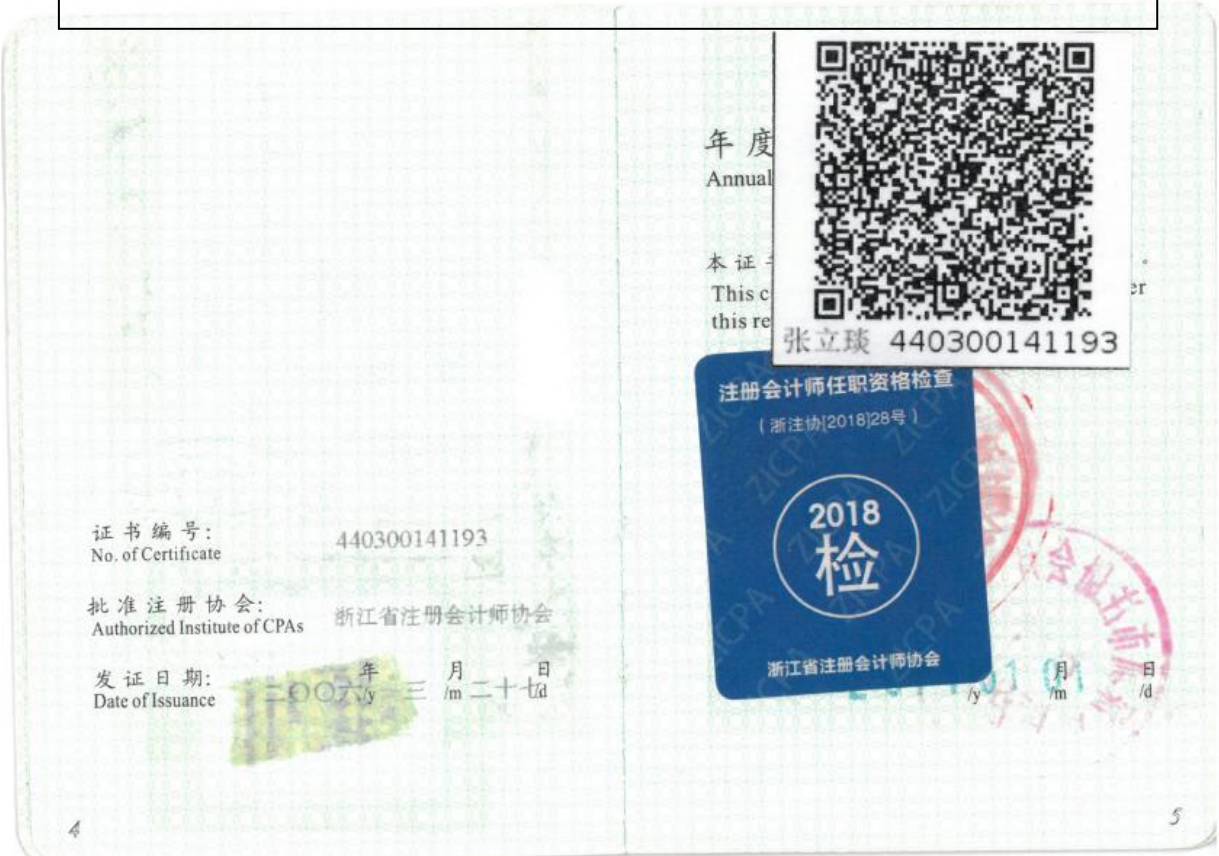 证书编号:
No. of Certificate
440300141193
批准注册协会:
Authorized Institute of CPAs
浙江省注册会计师协会
发证日期:
Date of Issuance
二〇〇六 年 三 月 二十七 日
/y /m /d
4
年度
Annual
本证
This c
er
this re
张立琰 440300141193
注册会计师任职资格检查
(浙注协[2018]28号)
2018
检
浙江省注册会计师协会
月 日
/y /m /d
5